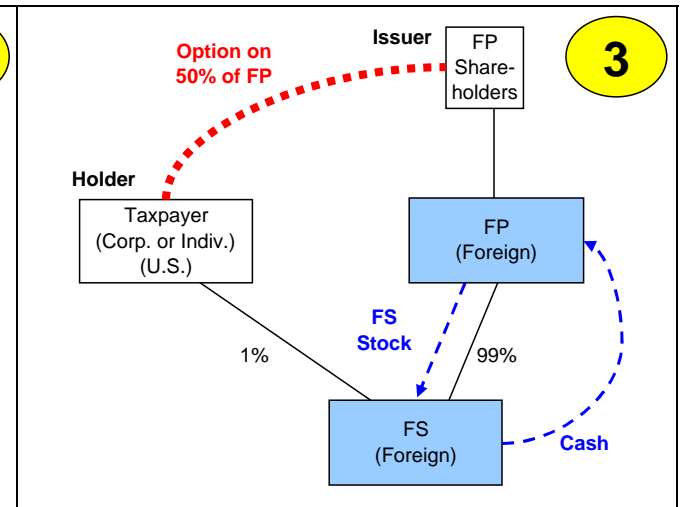 Option on
50% of FP
Issuer
FP
Share-
holders
3
Holder
Taxpayer
(Corp. or Indiv.)
(U.S.)
FP
(Foreign)
FS
Stock
1%
99%
FS
(Foreign)
Cash